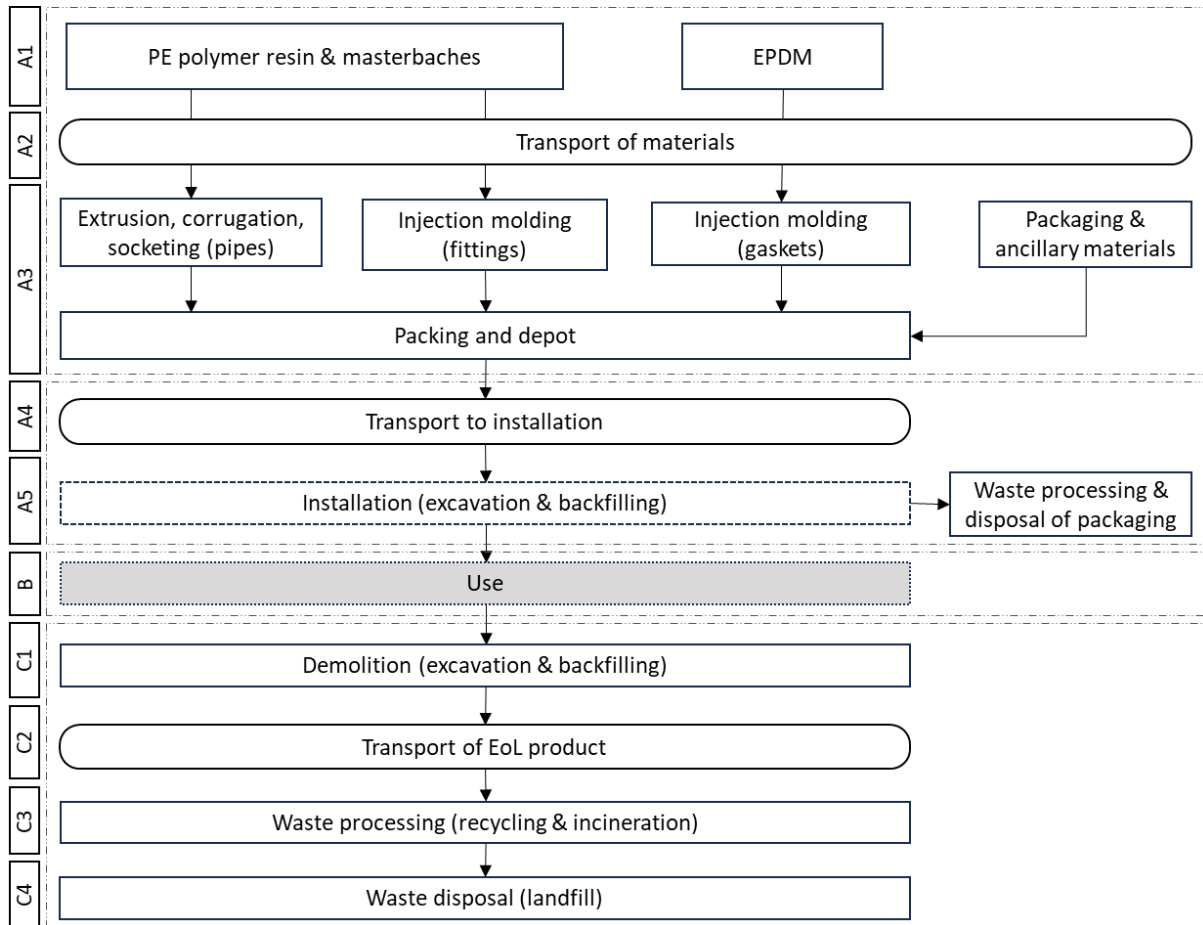 A1
PE polymer resin & masterbaches
EPDM
A2
Transport of materials
A3
Extrusion, corrugation,
socketing (pipes)
Injection molding
(fittings)
Injection molding
(gaskets)
Packaging &
ancillary materials
Packing and depot
A4
Transport to installation
A5
Installation (excavation & backfilling)
Waste processing &
disposal of packaging
B
Use
C1
Demolition (excavation & backfilling)
C2
Transport of EoL product
C3
Waste processing (recycling & incineration)
C4
Waste disposal (landfill)